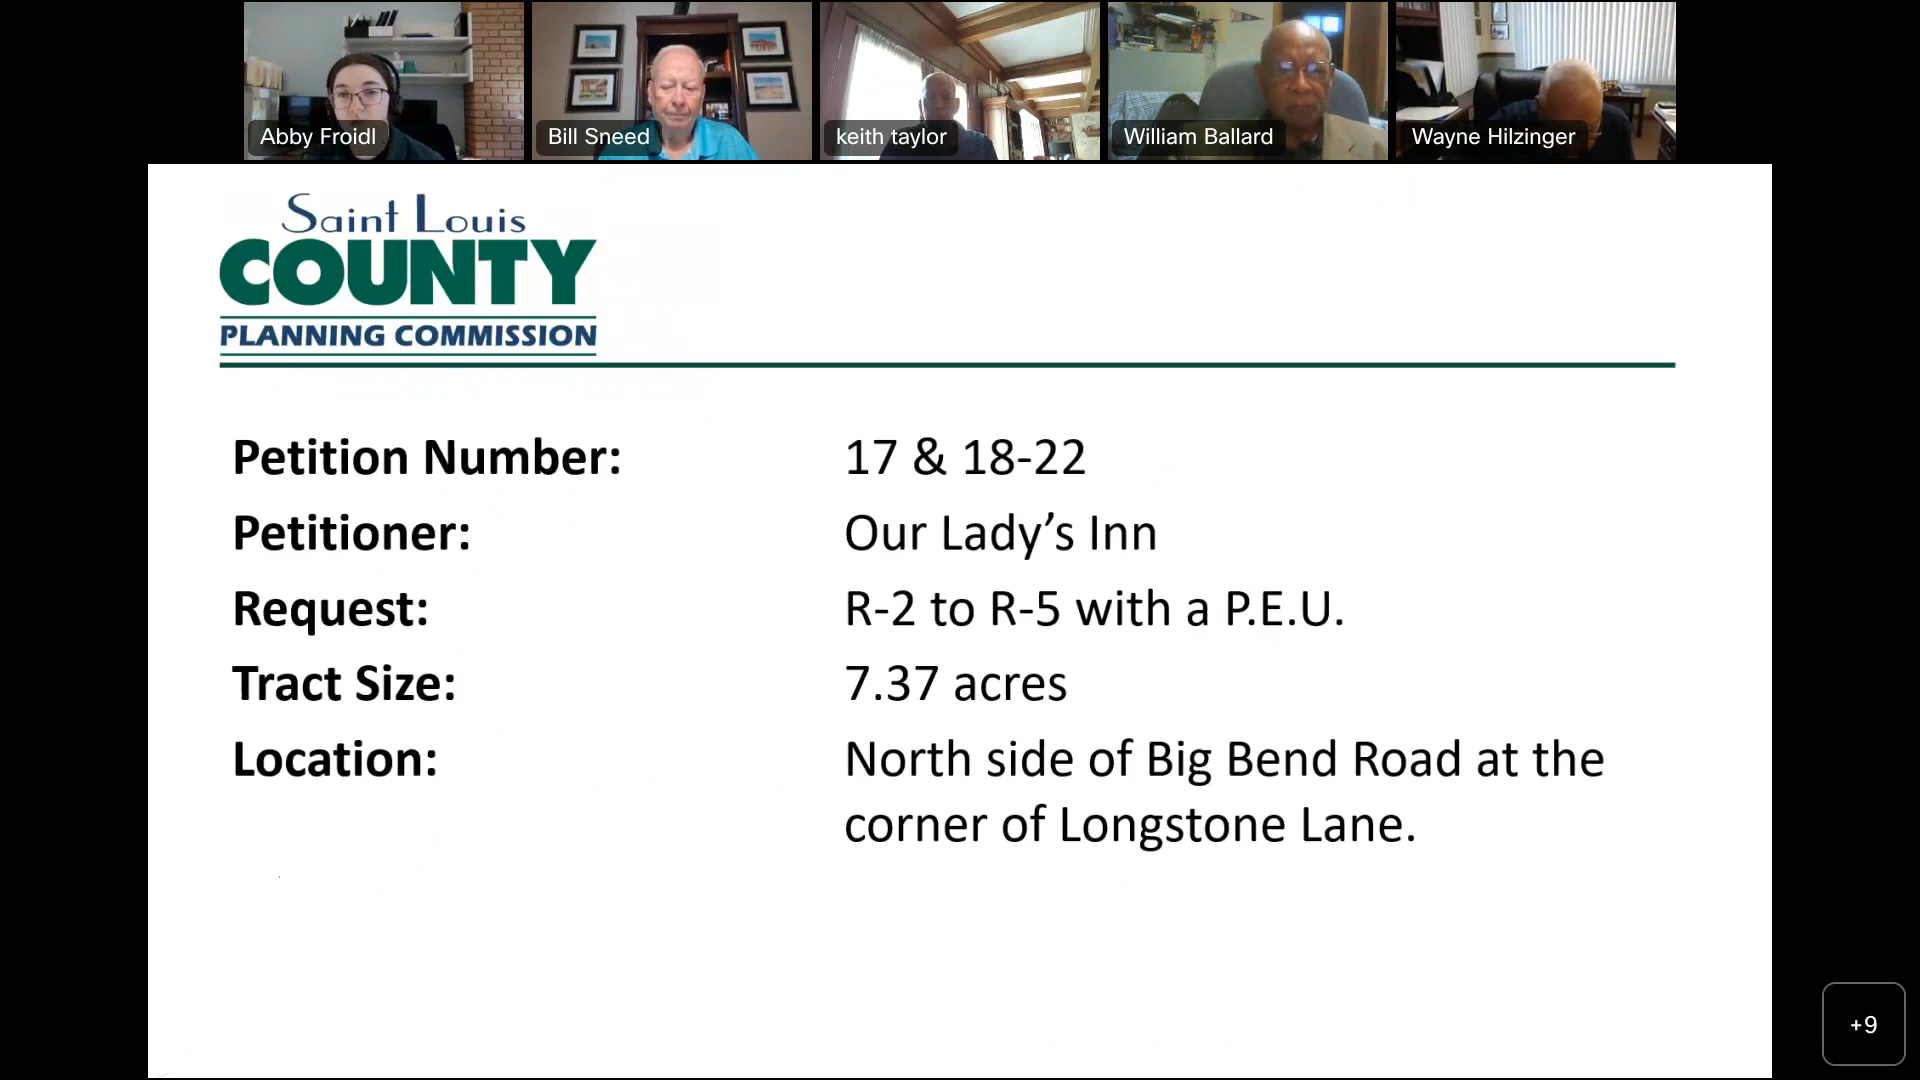 Abby Froidl
Bill Sneed
keith taylor
William Ballard
Wayne Hilzinger
Saint Louis
COUNTY
PLANNING COMMISSION
Petition Number: 17 & 18-22
Petitioner: Our Lady’s Inn
Request: R-2 to R-5 with a P.E.U.
Tract Size: 7.37 acres
Location: North side of Big Bend Road at the
corner of Longstone Lane.
+9